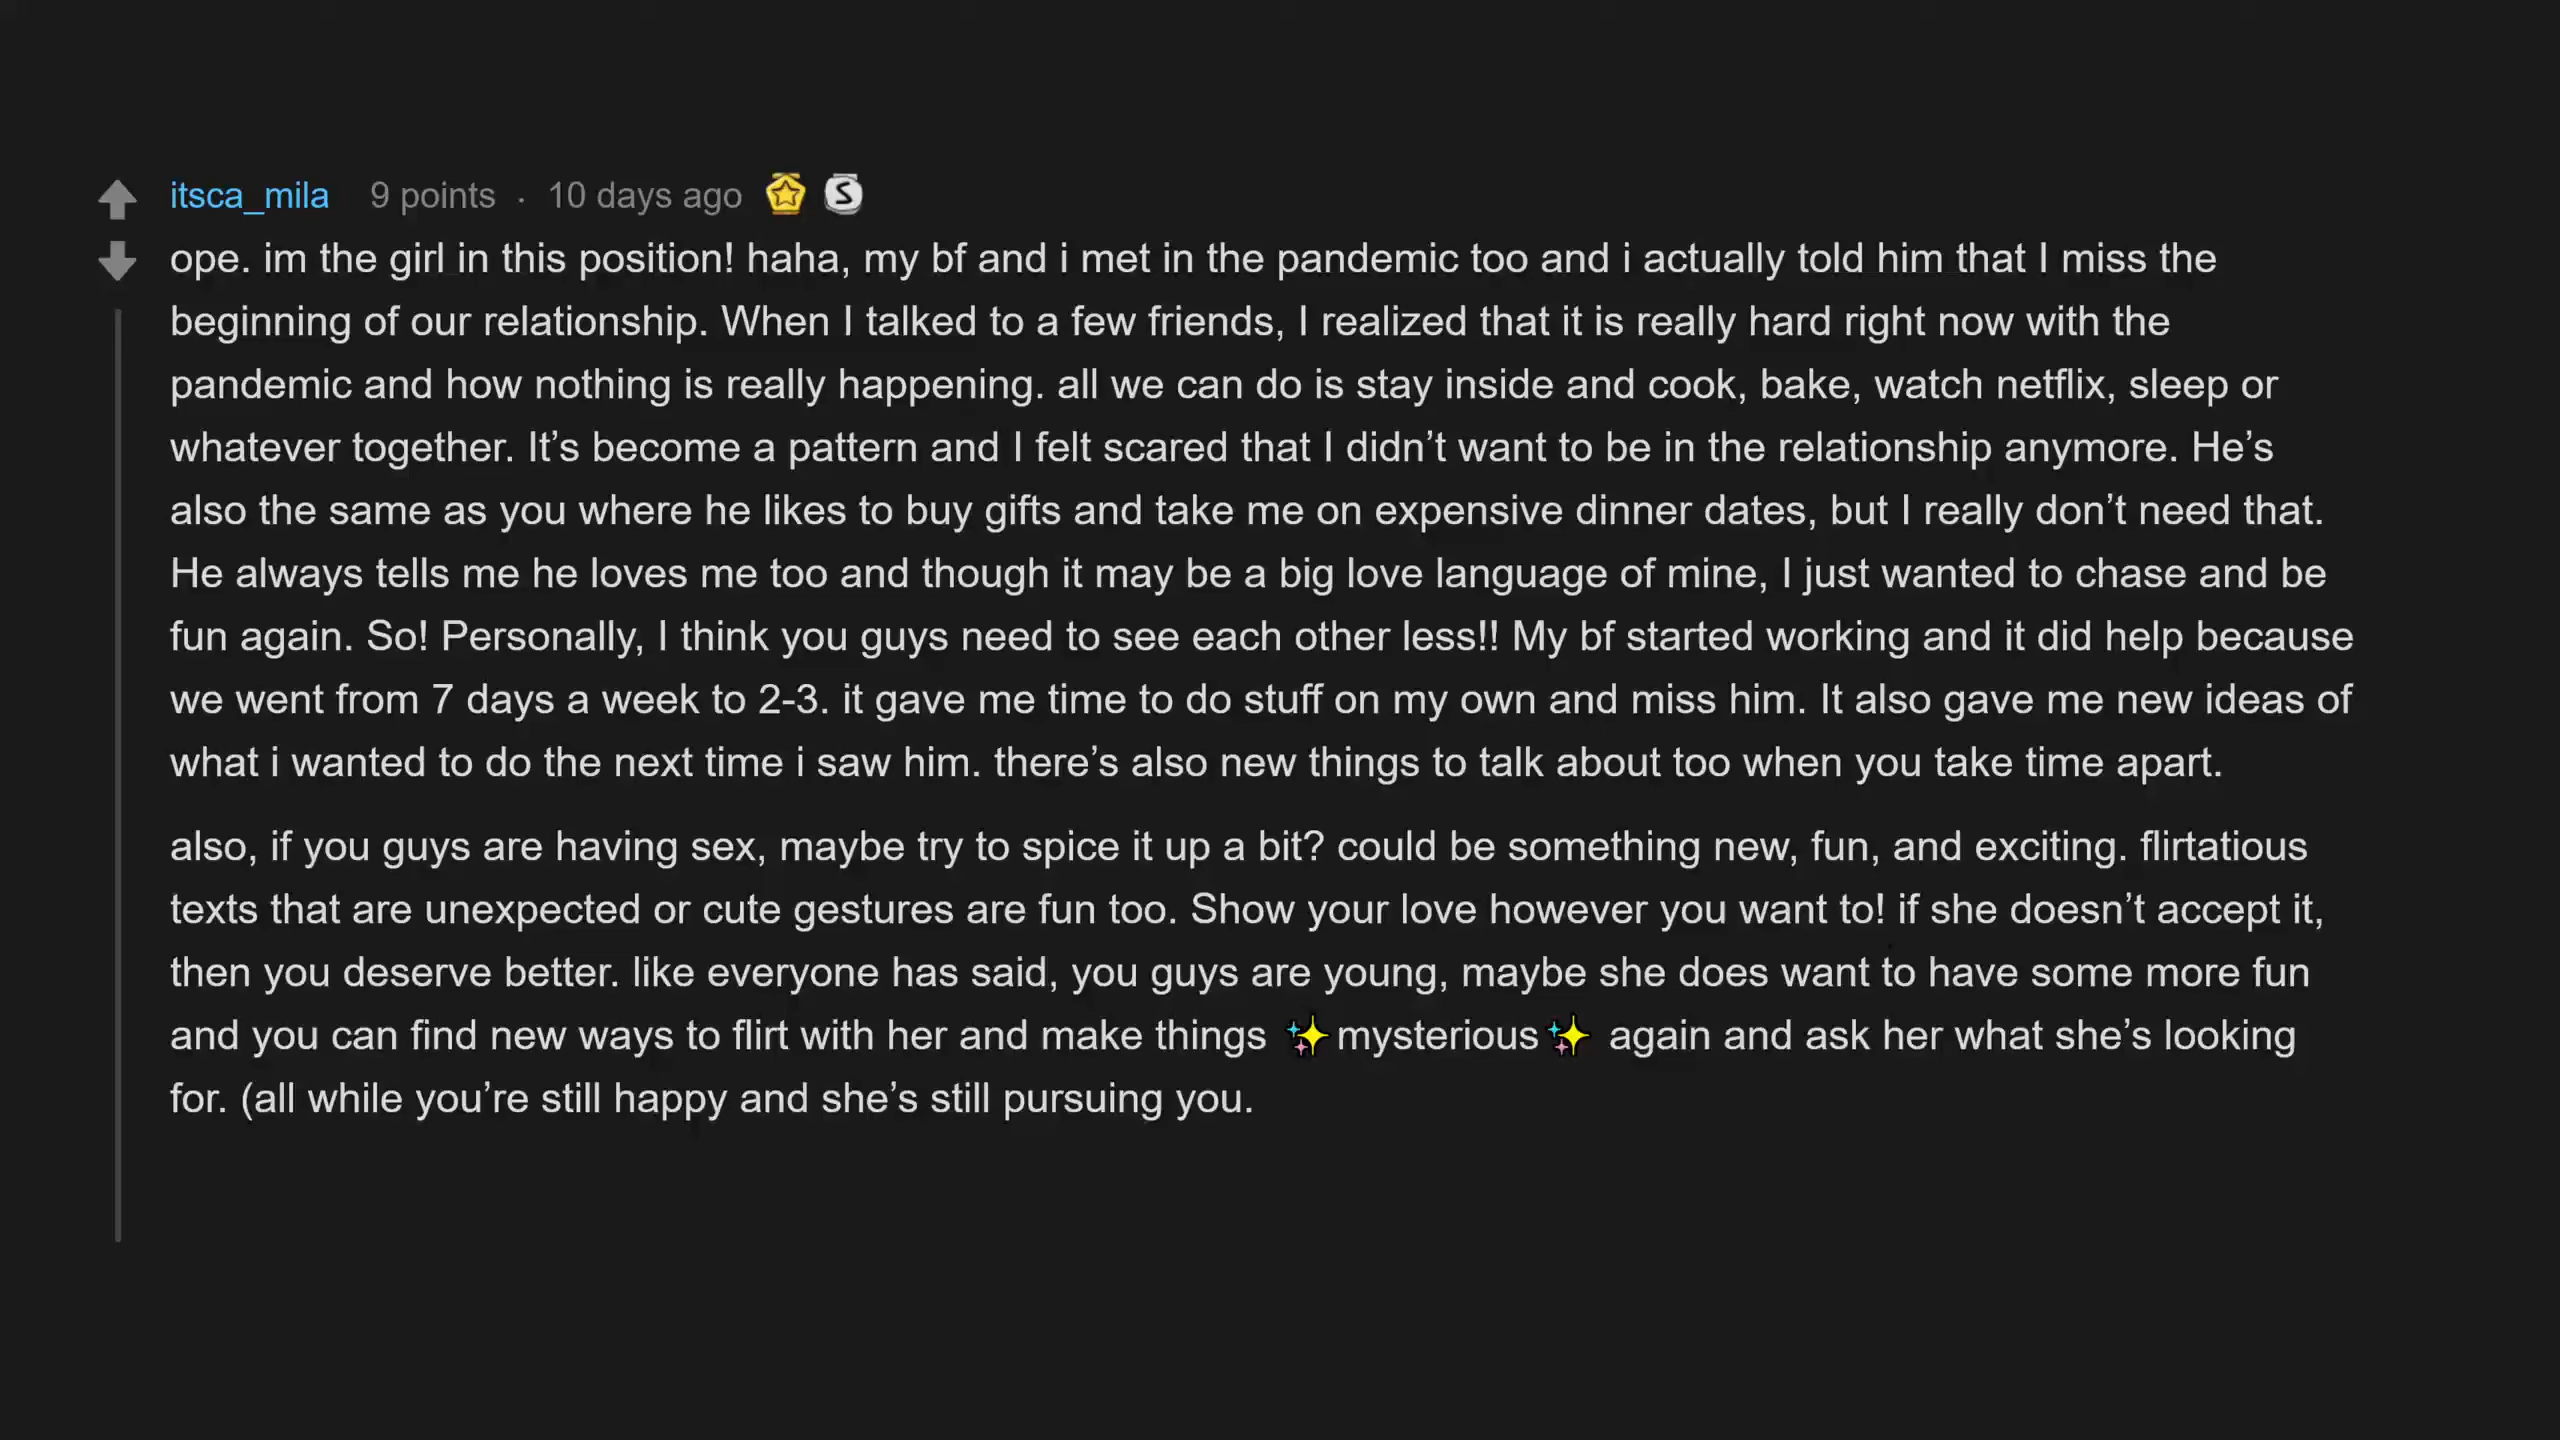 itsca_mila 9 points · 10 days ago
ope. im the girl in this position! haha, my bf and i met in the pandemic too and i actually told him that I miss the
beginning of our relationship. When I talked to a few friends, I realized that it is really hard right now with the
pandemic and how nothing is really happening. all we can do is stay inside and cook, bake, watch netflix, sleep or
whatever together. It’s become a pattern and I felt scared that I didn’t want to be in the relationship anymore. He’s
also the same as you where he likes to buy gifts and take me on expensive dinner dates, but I really don’t need that.
He always tells me he loves me too and though it may be a big love language of mine, I just wanted to chase and be
fun again. So! Personally, I think you guys need to see each other less!! My bf started working and it did help because
we went from 7 days a week to 2-3. it gave me time to do stuff on my own and miss him. It also gave me new ideas of
what i wanted to do the next time i saw him. there’s also new things to talk about too when you take time apart.
also, if you guys are having sex, maybe try to spice it up a bit? could be something new, fun, and exciting. flirtatious
texts that are unexpected or cute gestures are fun too. Show your love however you want to! if she doesn’t accept it,
then you deserve better. like everyone has said, you guys are young, maybe she does want to have some more fun
and you can find new ways to flirt with her and make things ✨mysterious✨ again and ask her what she’s looking
for. (all while you’re still happy and she’s still pursuing you.